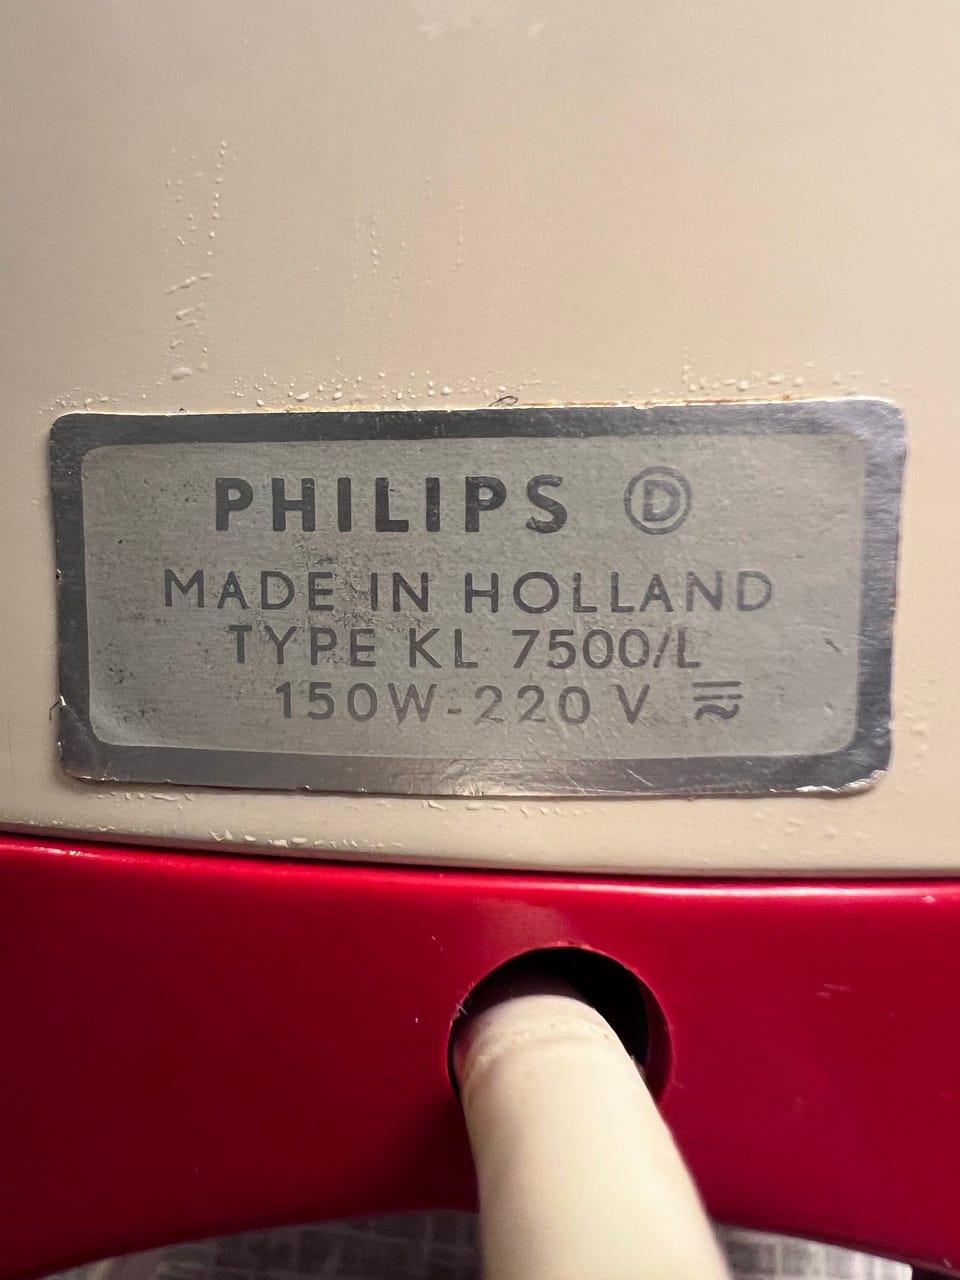 PHILIPS Ⓓ
MADE IN HOLLAND
TYPE KL 7500/L
150W-220 V